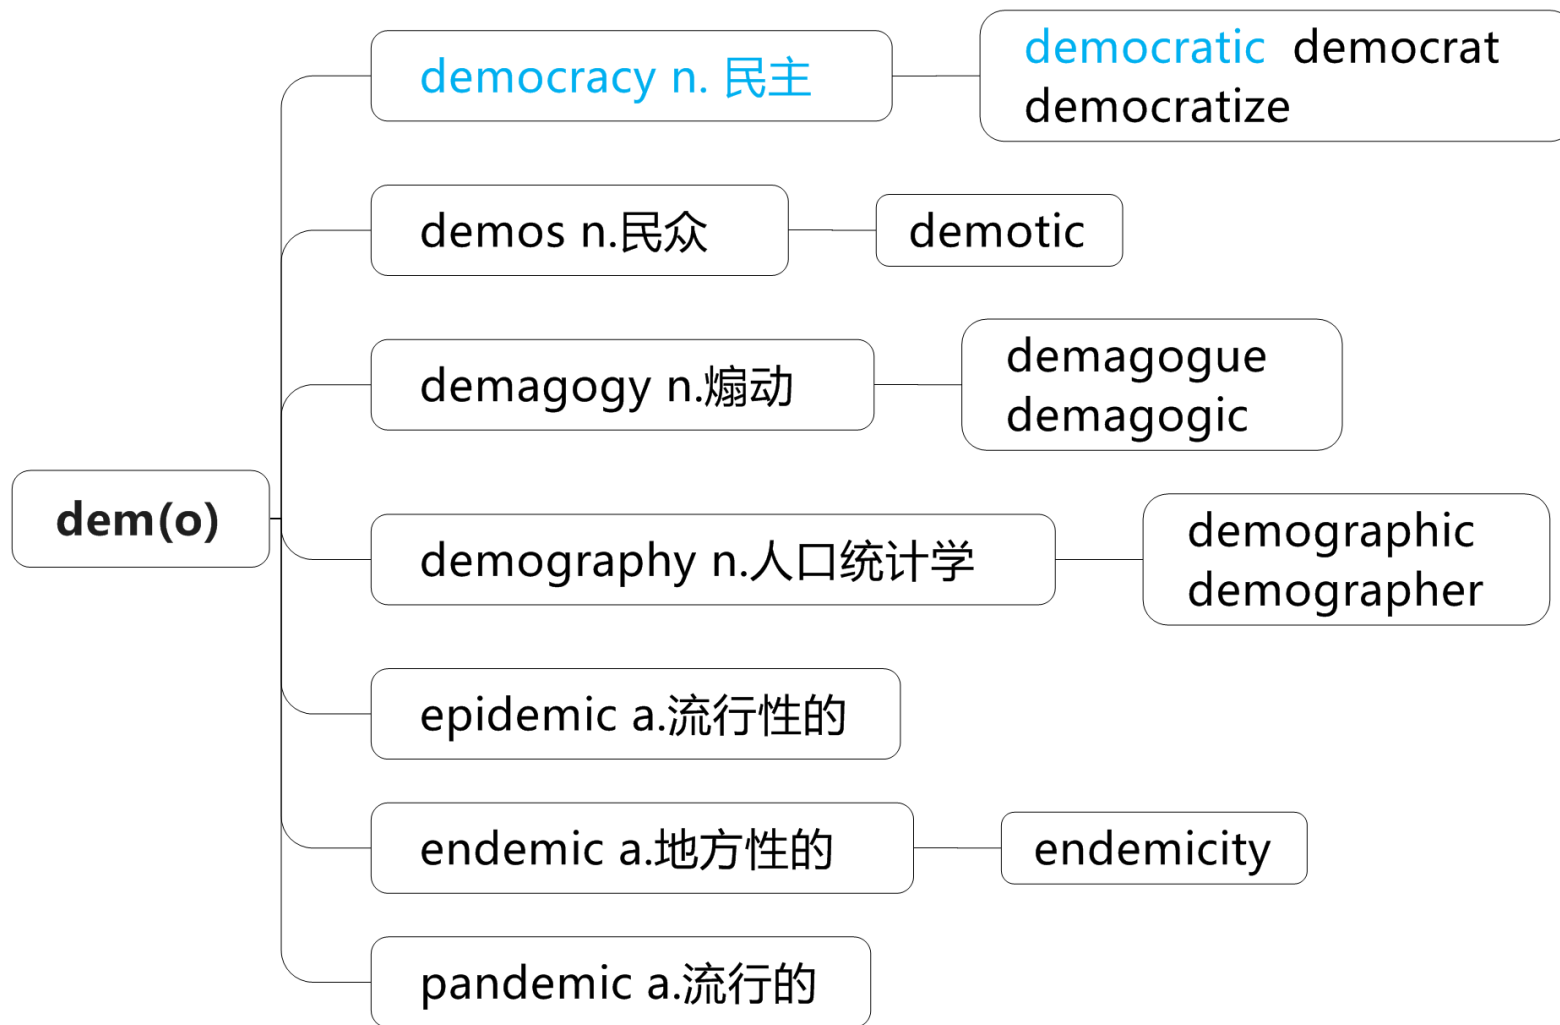 democracy n. 民主
democratic  democrat
democratize
demos n.民众
demotic
demagogy n.煽动
demagogue
demagogic
dem(o)
demography n.人口统计学
demographic
demographer
epidemic a.流行性的
endemic a.地方性的
endemicity
pandemic a.流行的